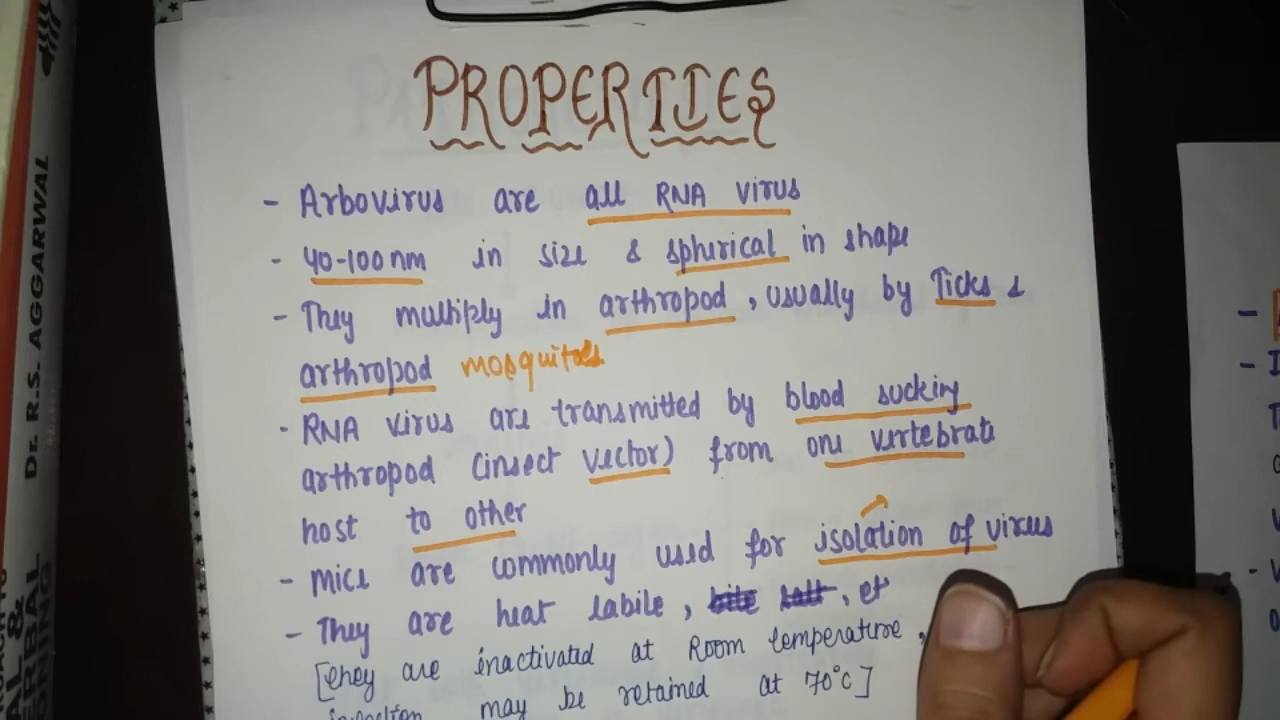 PROPERTIES
- Arbovirus are all RNA virus
- 40-100nm in size & spherical in shape
- They multiply in arthropod, usually by Ticks &
arthropod mosquitoes
- RNA virus are transmitted by blood sucking
arthropod (insect vector) from one vertebrate
host to other
- Mice are commonly used for isolation of virus
- They are heat labile, bile salt, et
[they are inactivated at Room temperature,
may be retained at 70°C]
Dr. R.S. AGGARWAL